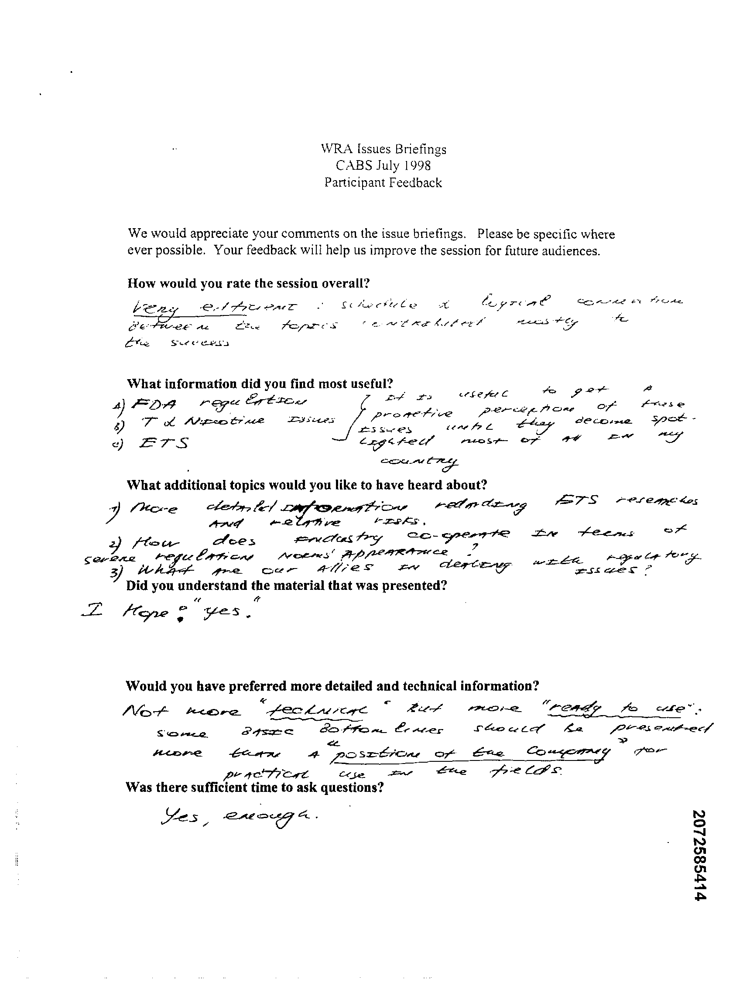 WRA Issues Briefings
CABS July 1998
Participant Feedback
We would appreciate your comments on the issue briefings. Please be specific where
ever possible. Your feedback will help us improve the session for future audiences.
How would you rate the session overall?
Very efficient : schedule & logical connection
between the topics contributed mostly to
the success
What information did you find most useful?
A) FDA regulation
B) T & Nicotine Issues
c) ETS
It is useful to get a
proactive perception of these
issues until they become spot-
lighted most of all in my
country
What additional topics would you like to have heard about?
1) More detailed information regarding ETS researches
and relative risks.
2) How does industry co-operate in terms of
severe regulation norms' appearance?
3) What are our allies in dealing with regulatory
issues?
Did you understand the material that was presented?
I Hope: "yes."
Would you have preferred more detailed and technical information?
Not more "technical" but more "ready to use":
some basic bottom lines should be presented
more than a "position of the Company" for
practical use in the fields.
Was there sufficient time to ask questions?
Yes, enough.
2072585414